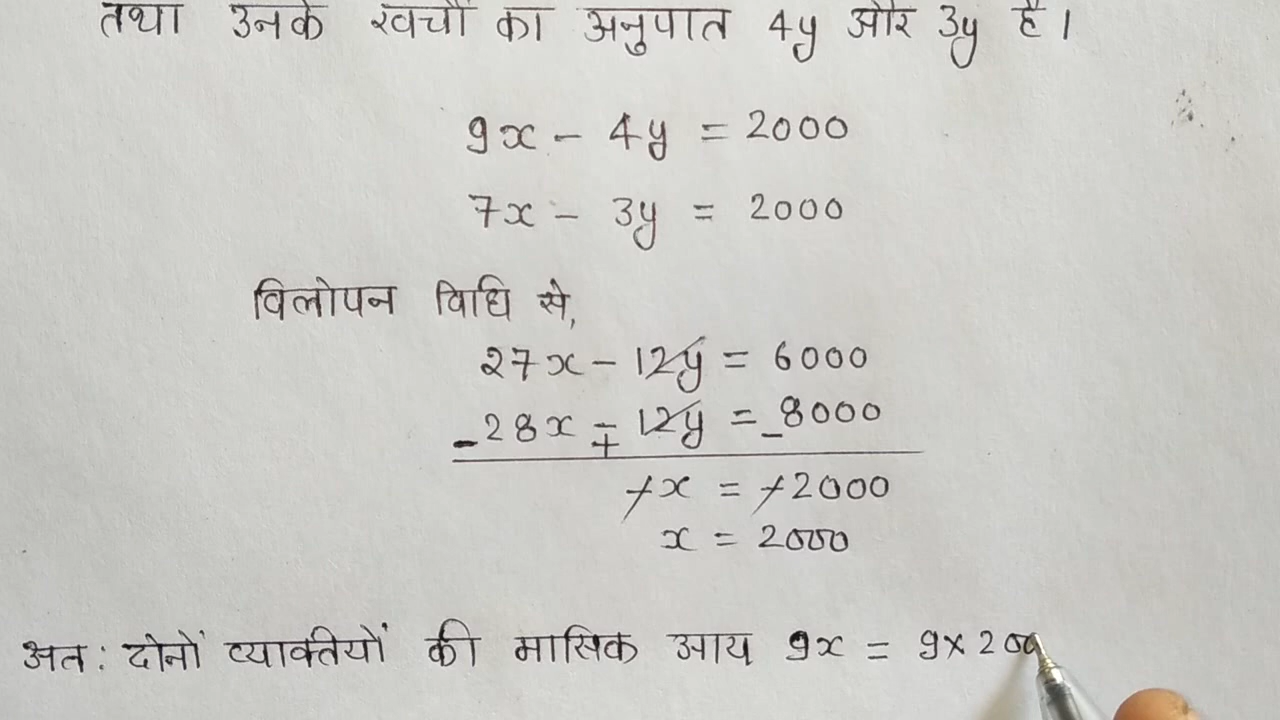 तथा उनके खर्चों का अनुपात 4y और 3y है।
9x - 4y = 2000
7x - 3y = 2000
विलोपन विधि से,
27x - 12y = 6000
-28x -+ 12y = -8000
-x = -2000
x = 2000
अत: दोनों व्यक्तियों की मासिक आय 9x = 9×200